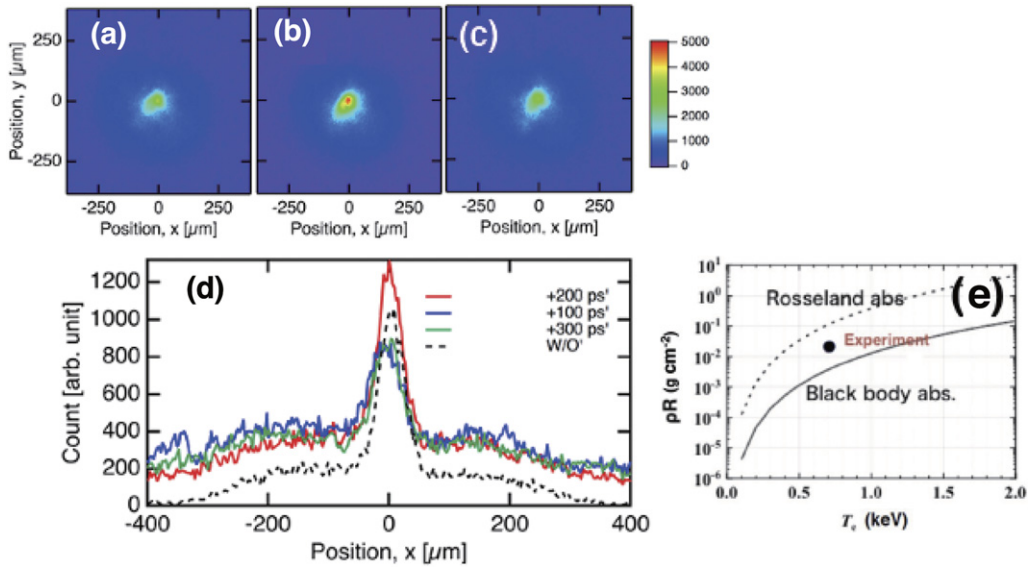 (a)
(b)
(c)
Position, y [μm]
250
0
-250
-250 0 250
-250 0 250
-250 0 250
Position, x [μm]
Position, x [μm]
Position, x [μm]
5000
4000
3000
2000
1000
0
(d)
Count [arb. unit]
1200
1000
800
600
400
200
0
+200 ps'
+100 ps'
+300 ps'
W/O'
-400 -200 0 200 400
Position, x [μm]
(e)
ρR (g cm⁻²)
10¹
10⁰
10⁻¹
10⁻²
10⁻³
10⁻⁴
10⁻⁵
10⁻⁶
Rosseland abs
Experiment
Black body abs.
0.0 0.5 1.0 1.5 2.0
Tₑ (keV)